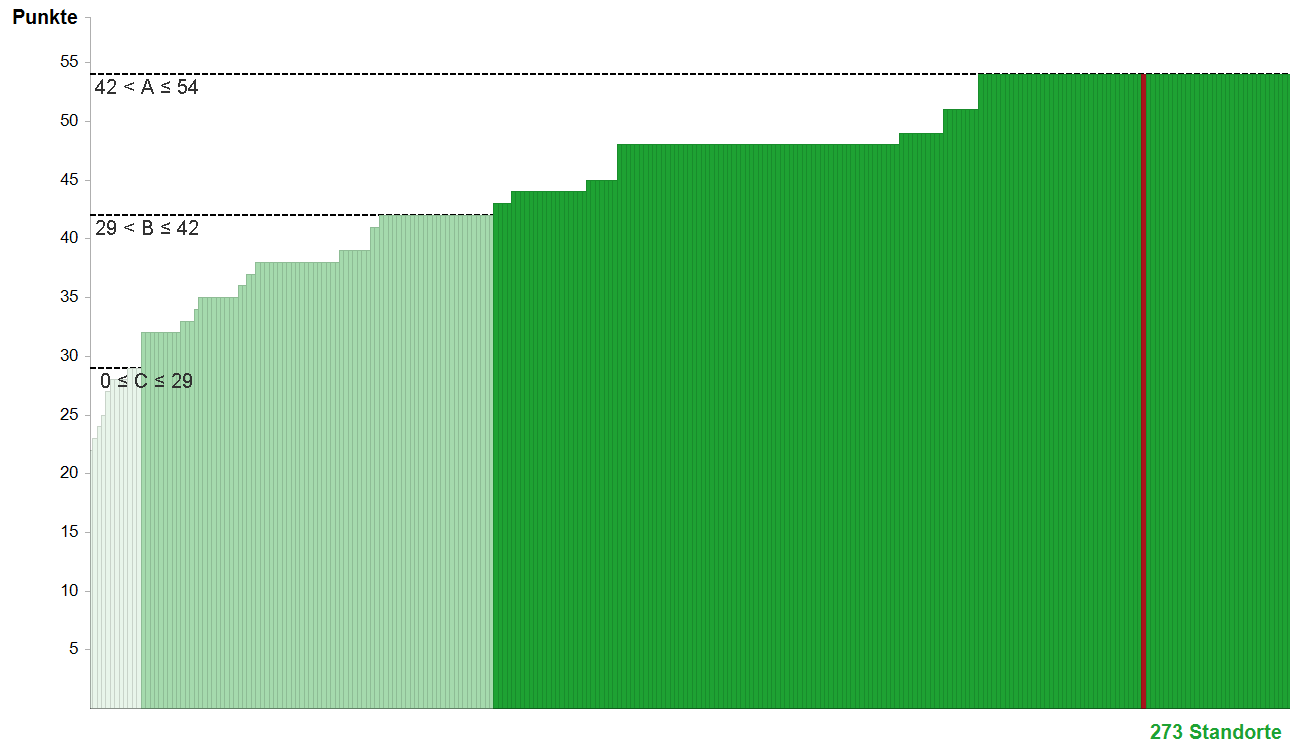 Punkte
55
42 < A ≤ 54
50
45
29 < B ≤ 42
40
35
30
0 ≤ C ≤ 29
25
20
15
10
5
273 Standorte